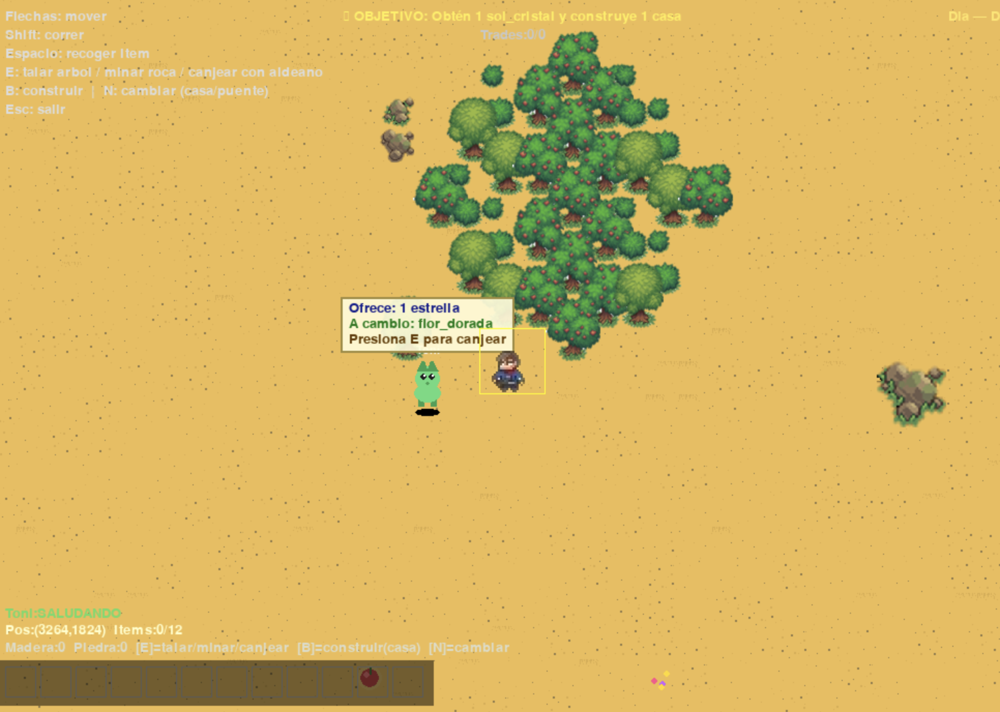 Flechas: mover
Shift: correr
Espacio: recoger item
E: talar arbol / minar roca / canjear con aldeano
B: construir | N: cambiar (casa/puente)
Esc: salir
OBJETIVO: Obtén 1 sol_cristal y construye 1 casa
Trades:0/0
Dia — D
Ofrece: 1 estrella
A cambio: flor_dorada
Presiona E para canjear
Toni:SALUDANDO
Pos:(3264,1824) Items:0/12
Madera:0 Piedra:0 [E]=talar/minar/canjear [B]=construir(casa) [N]=cambiar